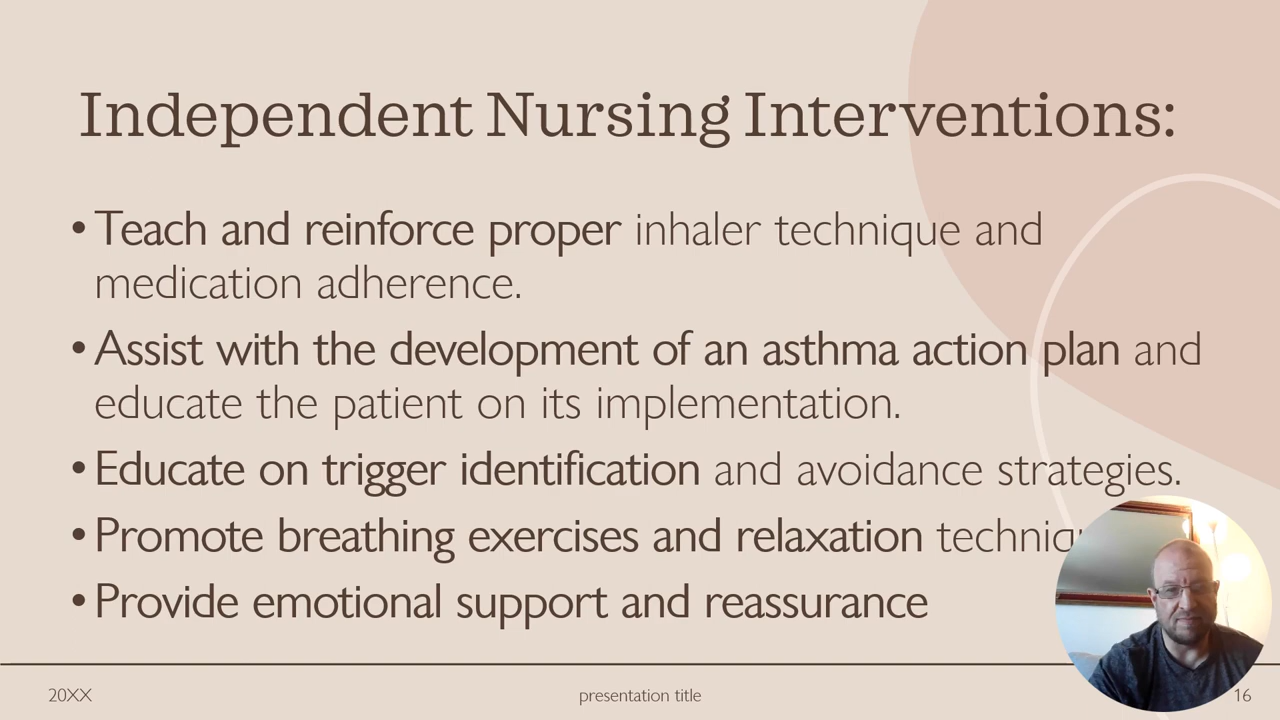 Independent Nursing Interventions:
• Teach and reinforce proper inhaler technique and
medication adherence.
• Assist with the development of an asthma action plan and
educate the patient on its implementation.
• Educate on trigger identification and avoidance strategies.
• Promote breathing exercises and relaxation
• Provide emotional support and reassurance
20XX
presentation title
16